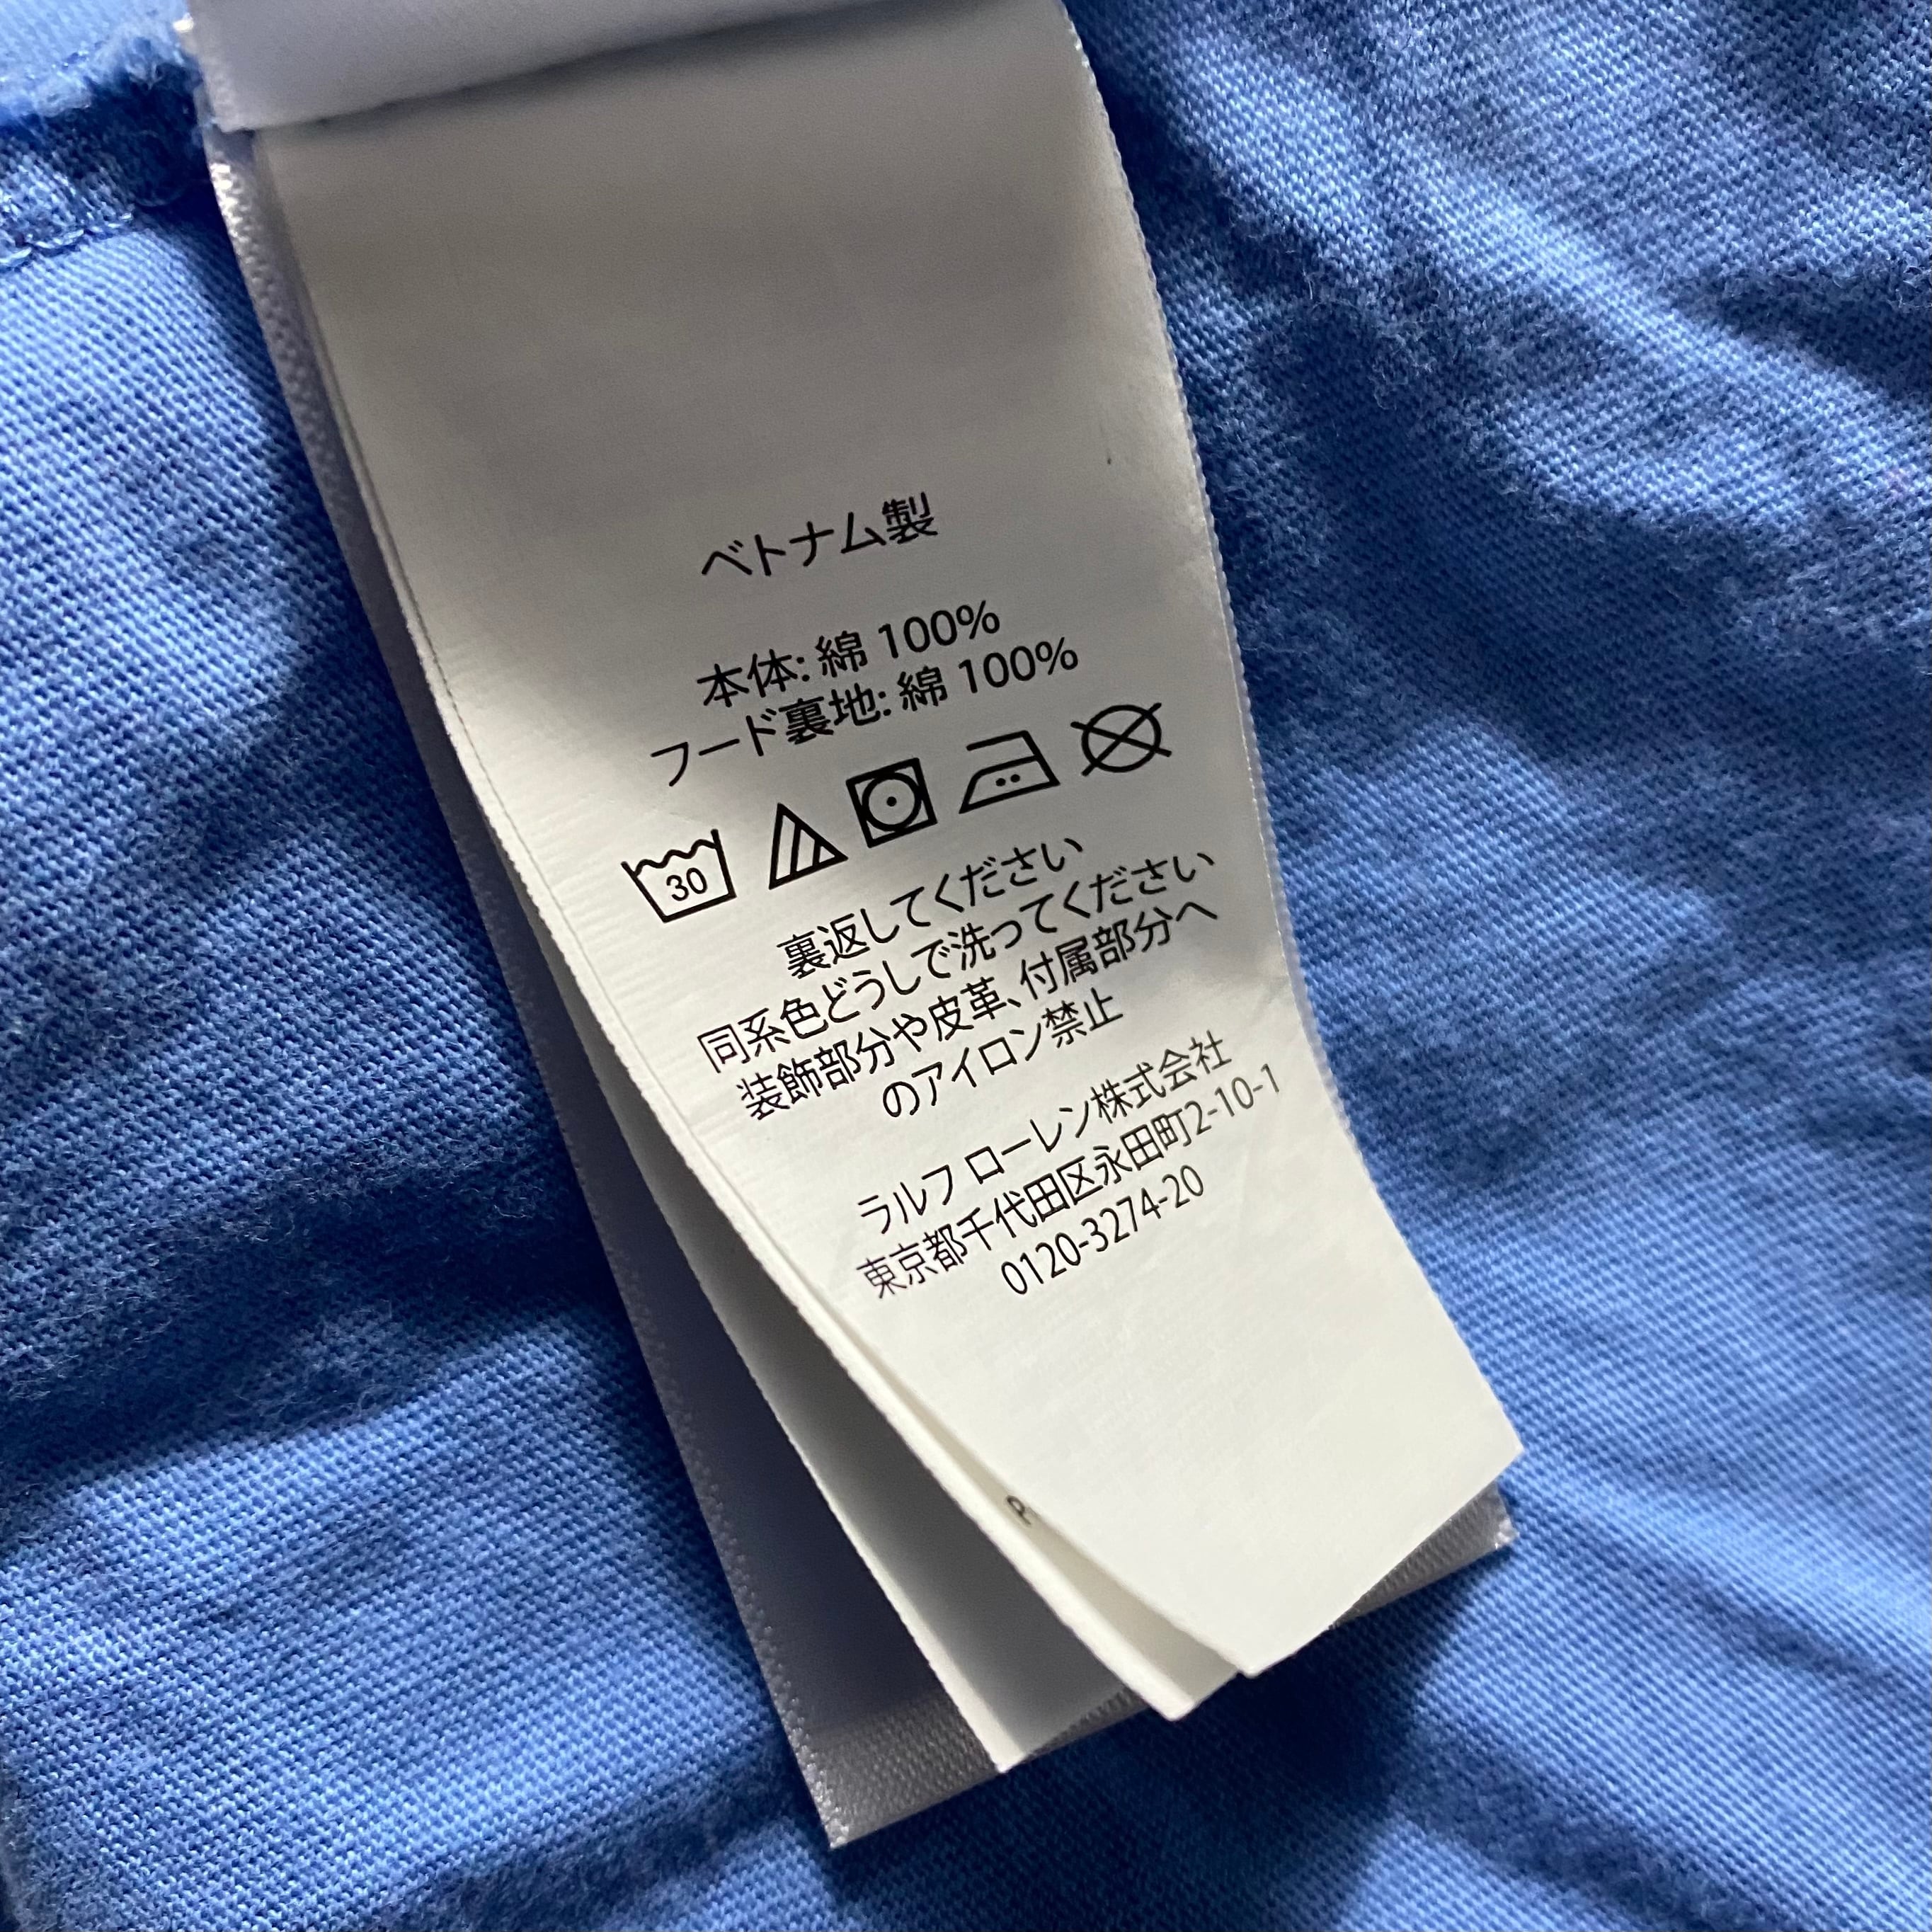 ベトナム製
本体: 綿 100%
フード裏地: 綿 100%
30
裏返してください
同系色どうしで洗ってください
装飾部分や皮革、付属部分へ
のアイロン禁止
ラルフ ローレン株式会社
東京都千代田区永田町2-10-1
0120-3274-20
P